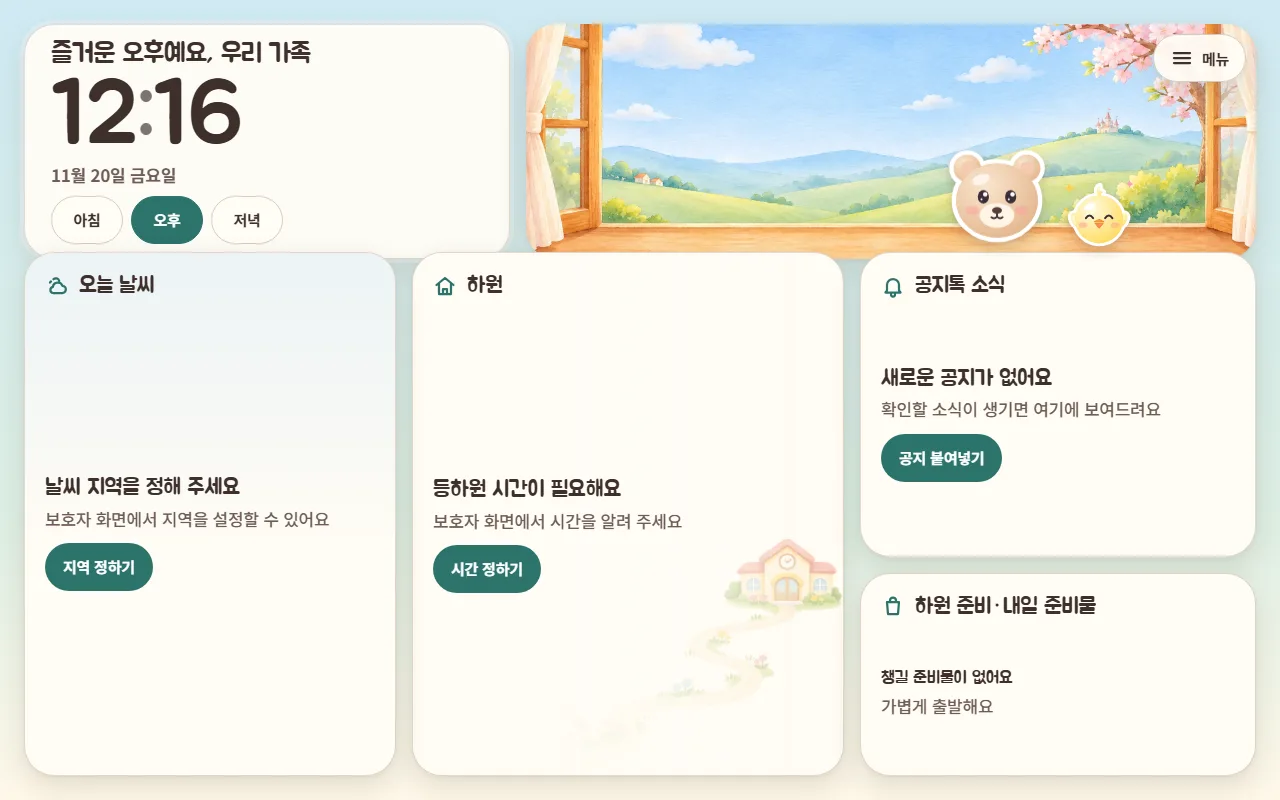 즐거운 오후예요, 우리 가족
12:16
11월 20일 금요일
아침 오후 저녁
메뉴
오늘 날씨
날씨 지역을 정해 주세요
보호자 화면에서 지역을 설정할 수 있어요
지역 정하기
하원
등하원 시간이 필요해요
보호자 화면에서 시간을 알려 주세요
시간 정하기
공지톡 소식
새로운 공지가 없어요
확인할 소식이 생기면 여기에 보여드려요
공지 붙여넣기
하원 준비·내일 준비물
챙길 준비물이 없어요
가볍게 출발해요